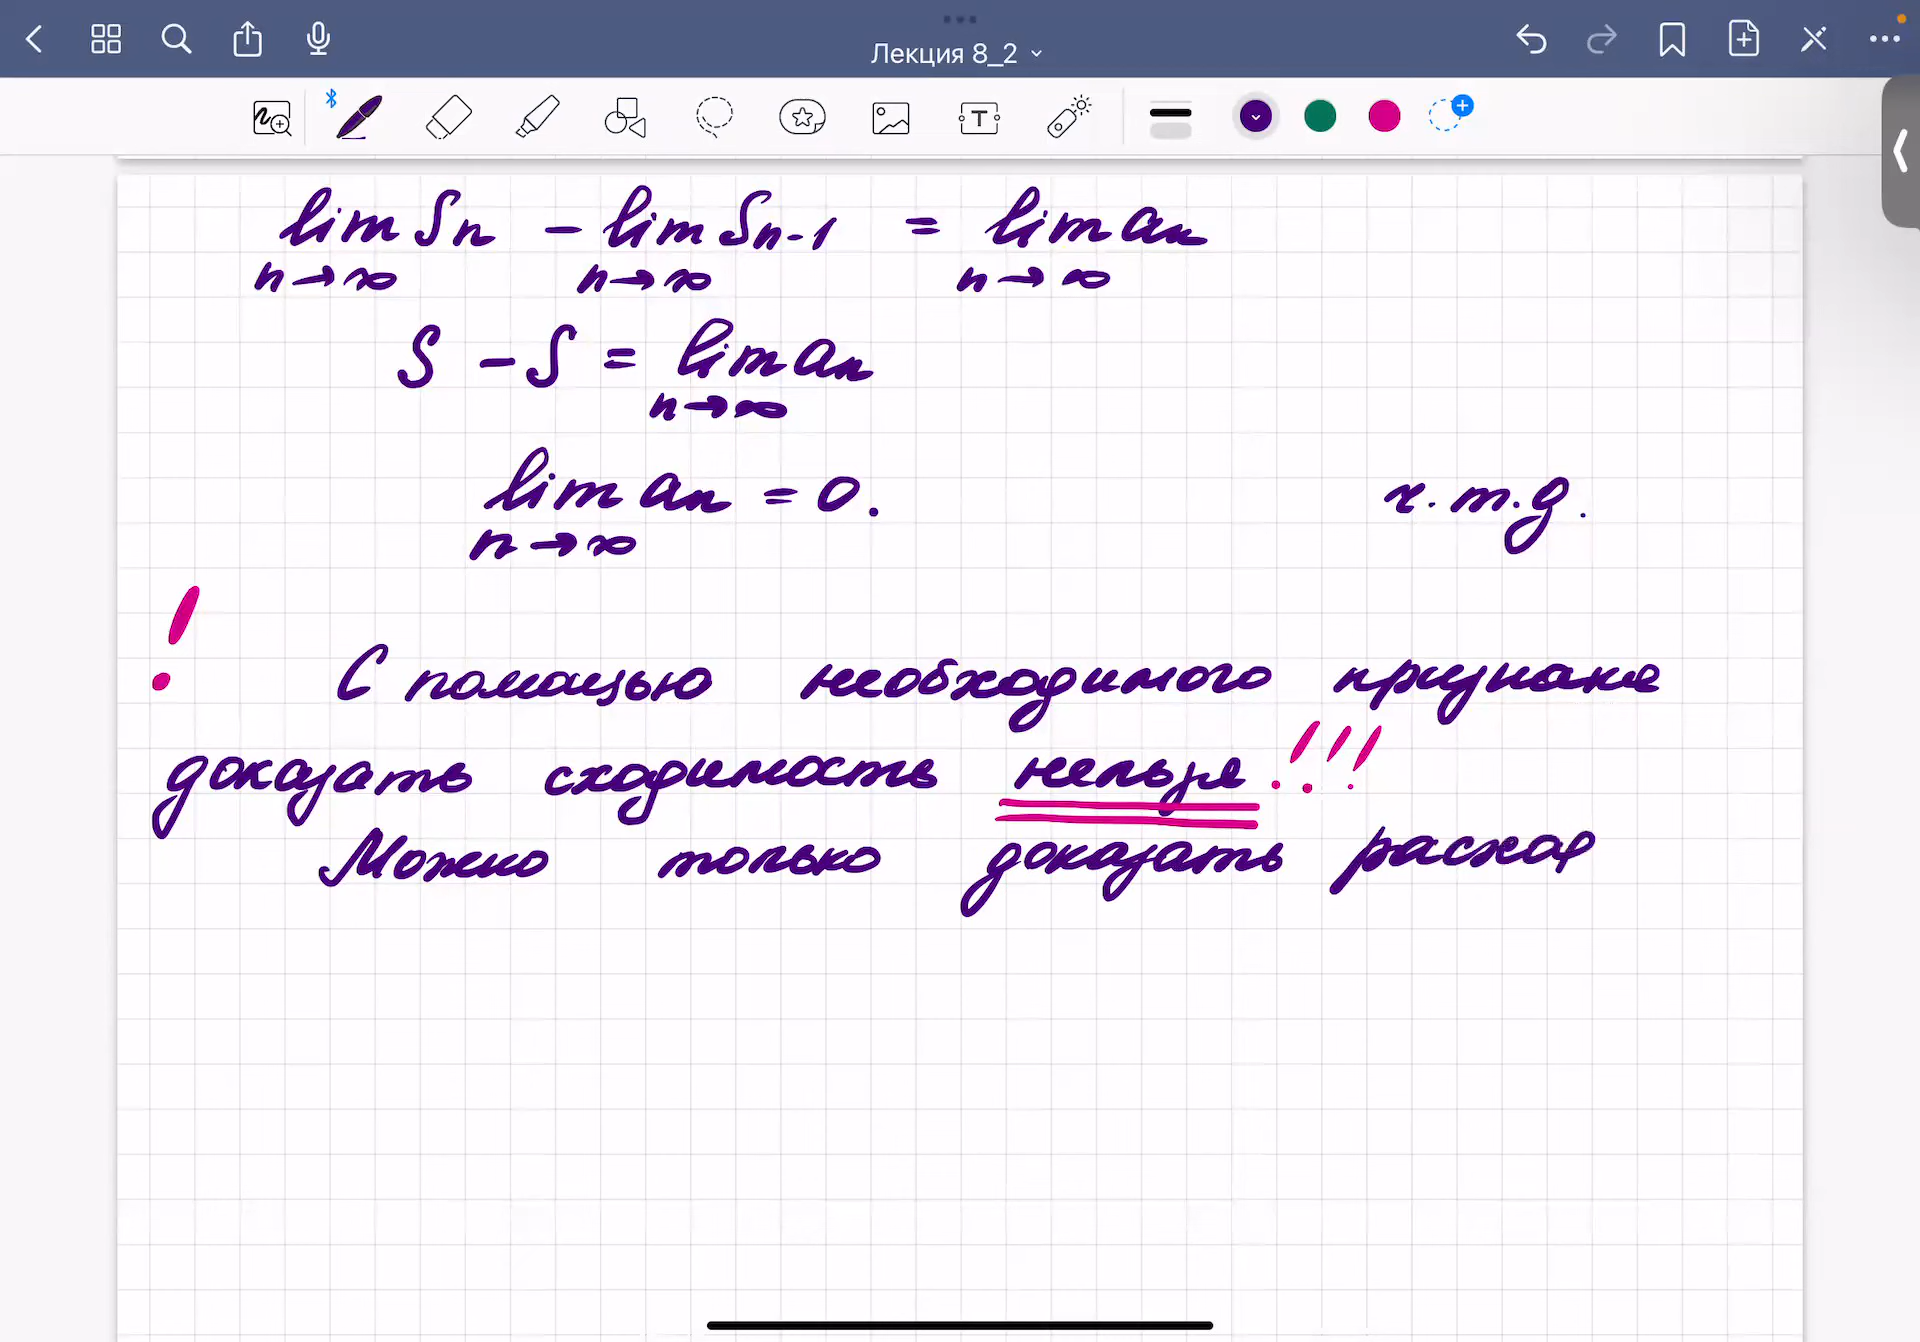 Лекция 8_2
lim Sn - lim Sn-1 = lim an
n→∞ n→∞ n→∞
S - S = lim an
n→∞
lim an = 0. ч.т.д.
n→∞
! С помощью необходимого признака
доказать сходимость нельзя!!!
Можно только доказать расход